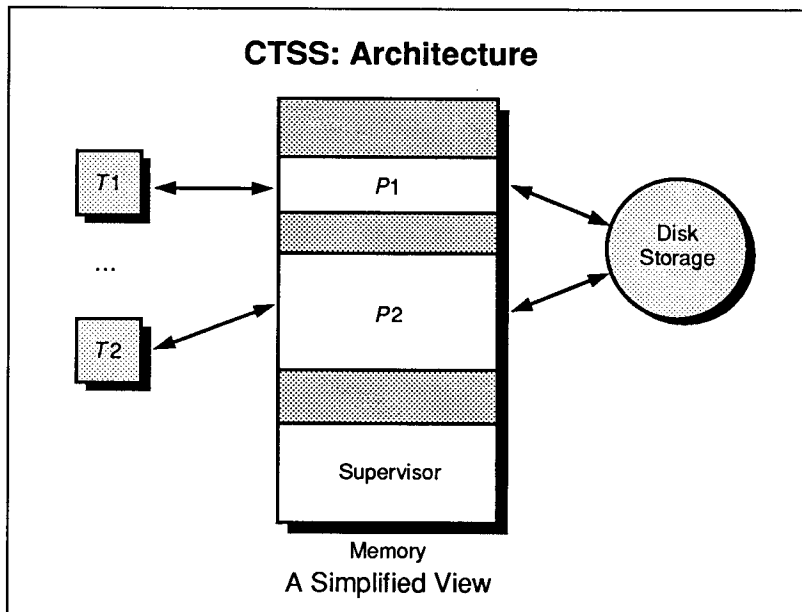 CTSS: Architecture
T1
P1
...
Disk
Storage
T2
P2
Supervisor
Memory
A Simplified View